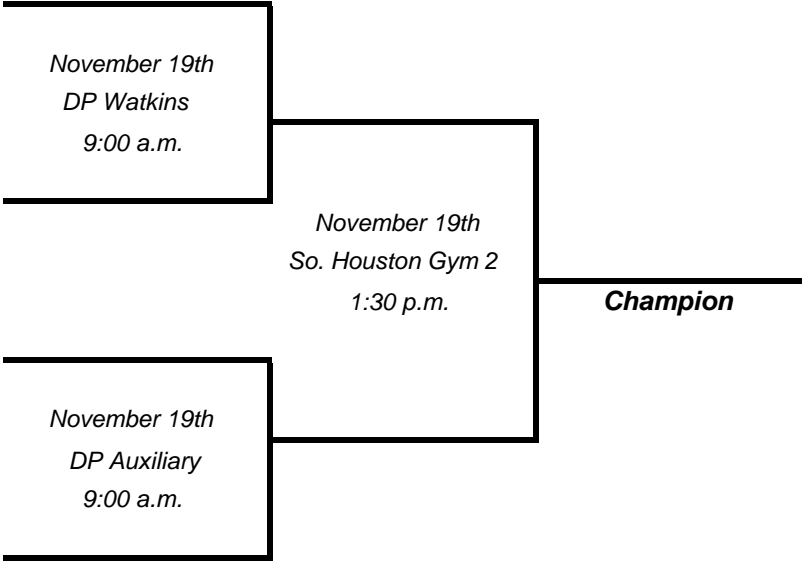 November 19th
DP Watkins
9:00 a.m.
November 19th
So. Houston Gym 2
1:30 p.m.
Champion
November 19th
DP Auxiliary
9:00 a.m.